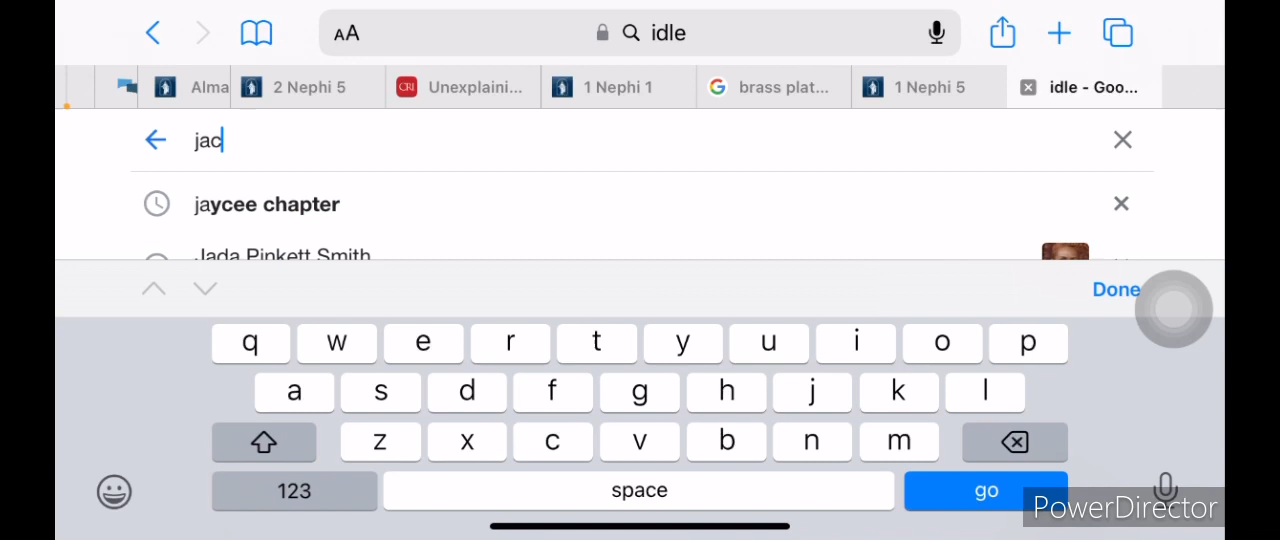 AA idle
Alma 2 Nephi 5 CRI Unexplaini... 1 Nephi 1 brass plat... 1 Nephi 5 idle - Goo...
jac
jaycee chapter
Jada Pinkett Smith
Done
q w e r t y u i o p
a s d f g h j k l
z x c v b n m
123 space go
PowerDirector